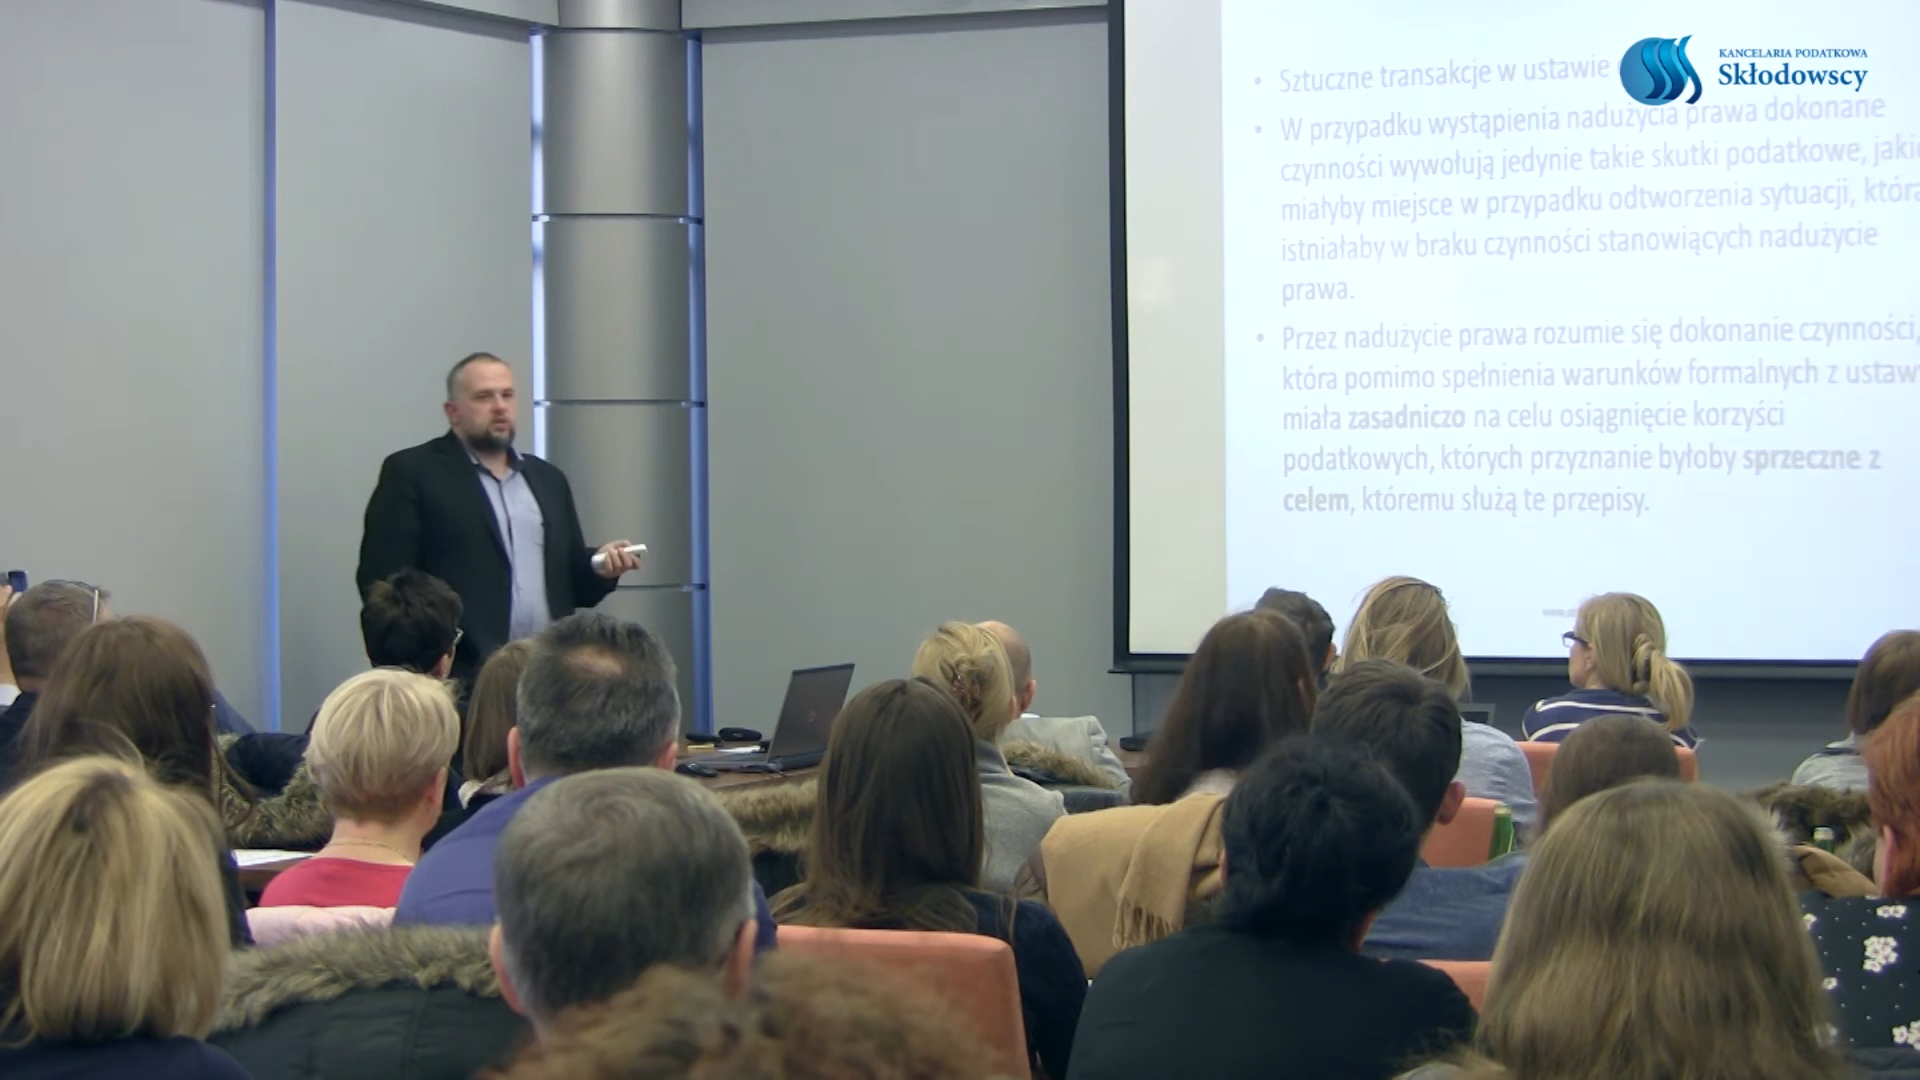 KANCELARIA PODATKOWA
Skłodowscy
• Sztuczne transakcje w ustawie
• W przypadku wystąpienia nadużycia prawa dokonane
czynności wywołują jedynie takie skutki podatkowe, jakie
miałyby miejsce w przypadku odtworzenia sytuacji, która
istniałaby w braku czynności stanowiących nadużycie
prawa.
• Przez nadużycie prawa rozumie się dokonanie czynności,
która pomimo spełnienia warunków formalnych z ustawy
miała zasadniczo na celu osiągnięcie korzyści
podatkowych, których przyznanie byłoby sprzeczne z
celem, któremu służą te przepisy.